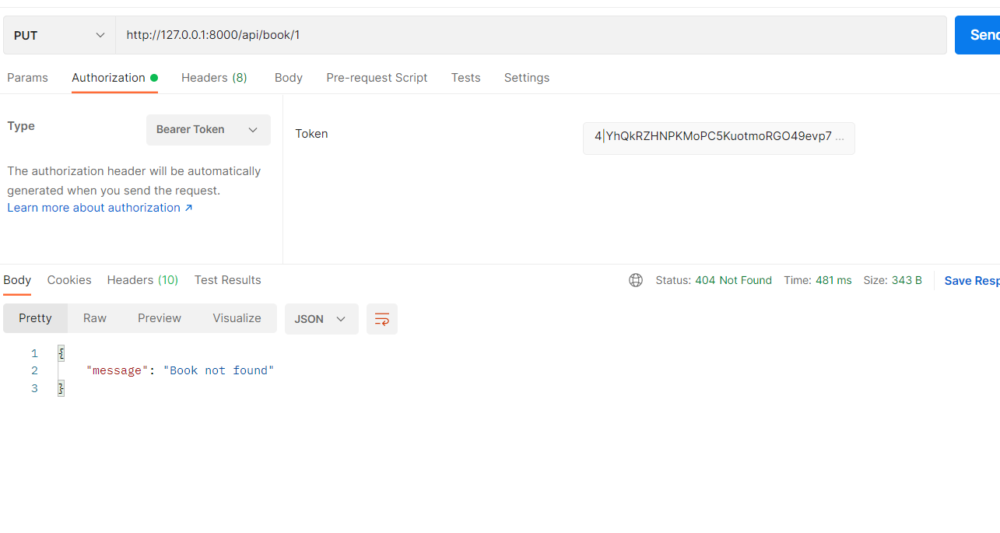 PUT http://127.0.0.1:8000/api/book/1 Send
Params Authorization Headers (8) Body Pre-request Script Tests Settings
Type Bearer Token
Token 4|YhQkRZHNPKMoPC5KuotmoRGO49evp7 ...
The authorization header will be automatically
generated when you send the request.
Learn more about authorization ↗
Body Cookies Headers (10) Test Results Status: 404 Not Found Time: 481 ms Size: 343 B Save Resp
Pretty Raw Preview Visualize JSON
1 {
2 "message": "Book not found"
3 }